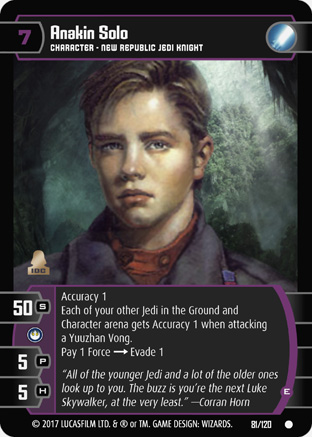 7
Anakin Solo
CHARACTER - NEW REPUBLIC JEDI KNIGHT
IDC
50 S
5 P
5 H
Accuracy 1
Each of your other Jedi in the Ground and
Character arena gets Accuracy 1 when attacking
a Yuuzhan Vong.
Pay 1 Force → Evade 1
“All of the younger Jedi and a lot of the older ones
look up to you. The buzz is you’re the next Luke
Skywalker, at the very least.” —Corran Horn
E
© 2017 LUCASFILM LTD. & ® or TM. GAME DESIGN: WIZARDS.
81/120